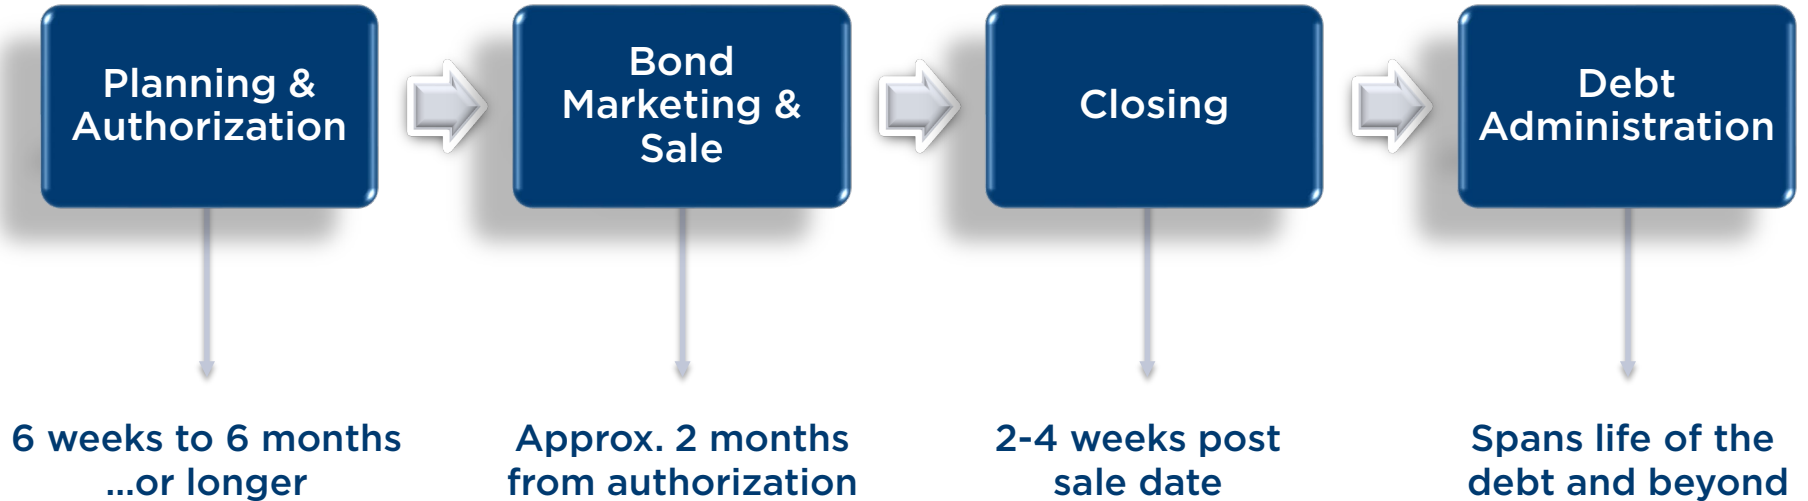 Planning &
Authorization
Bond
Marketing &
Sale
Closing
Debt
Administration
6 weeks to 6 months
...or longer
Approx. 2 months
from authorization
2-4 weeks post
sale date
Spans life of the
debt and beyond